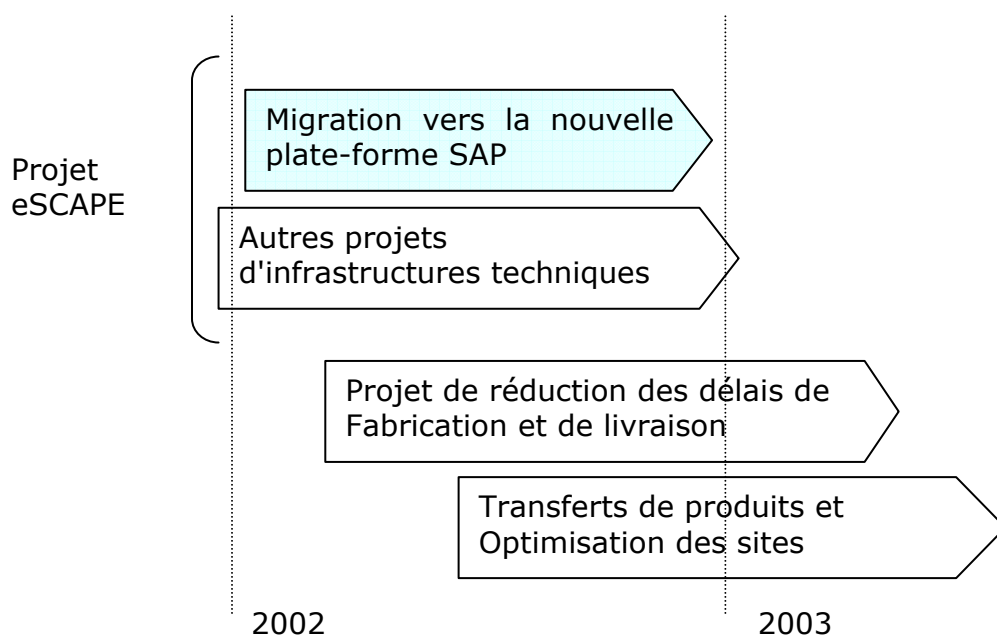 Projet
eSCAPE
Migration vers la nouvelle
plate-forme SAP
Autres projets
d'infrastructures techniques
Projet de réduction des délais de
Fabrication et de livraison
Transferts de produits et
Optimisation des sites
2002
2003